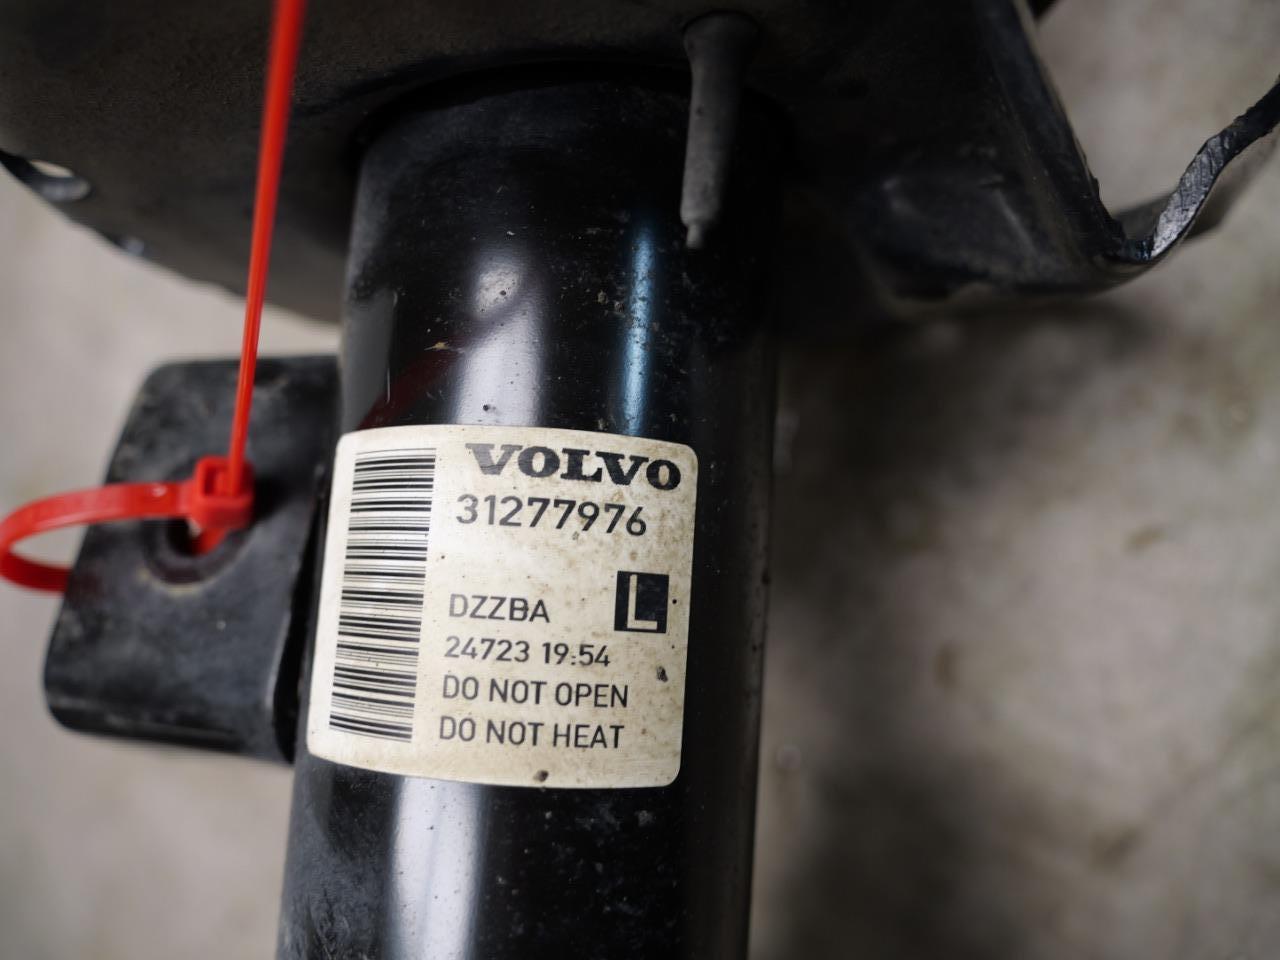 VOLVO
31277976
DZZBA L
24723 19:54
DO NOT OPEN
DO NOT HEAT